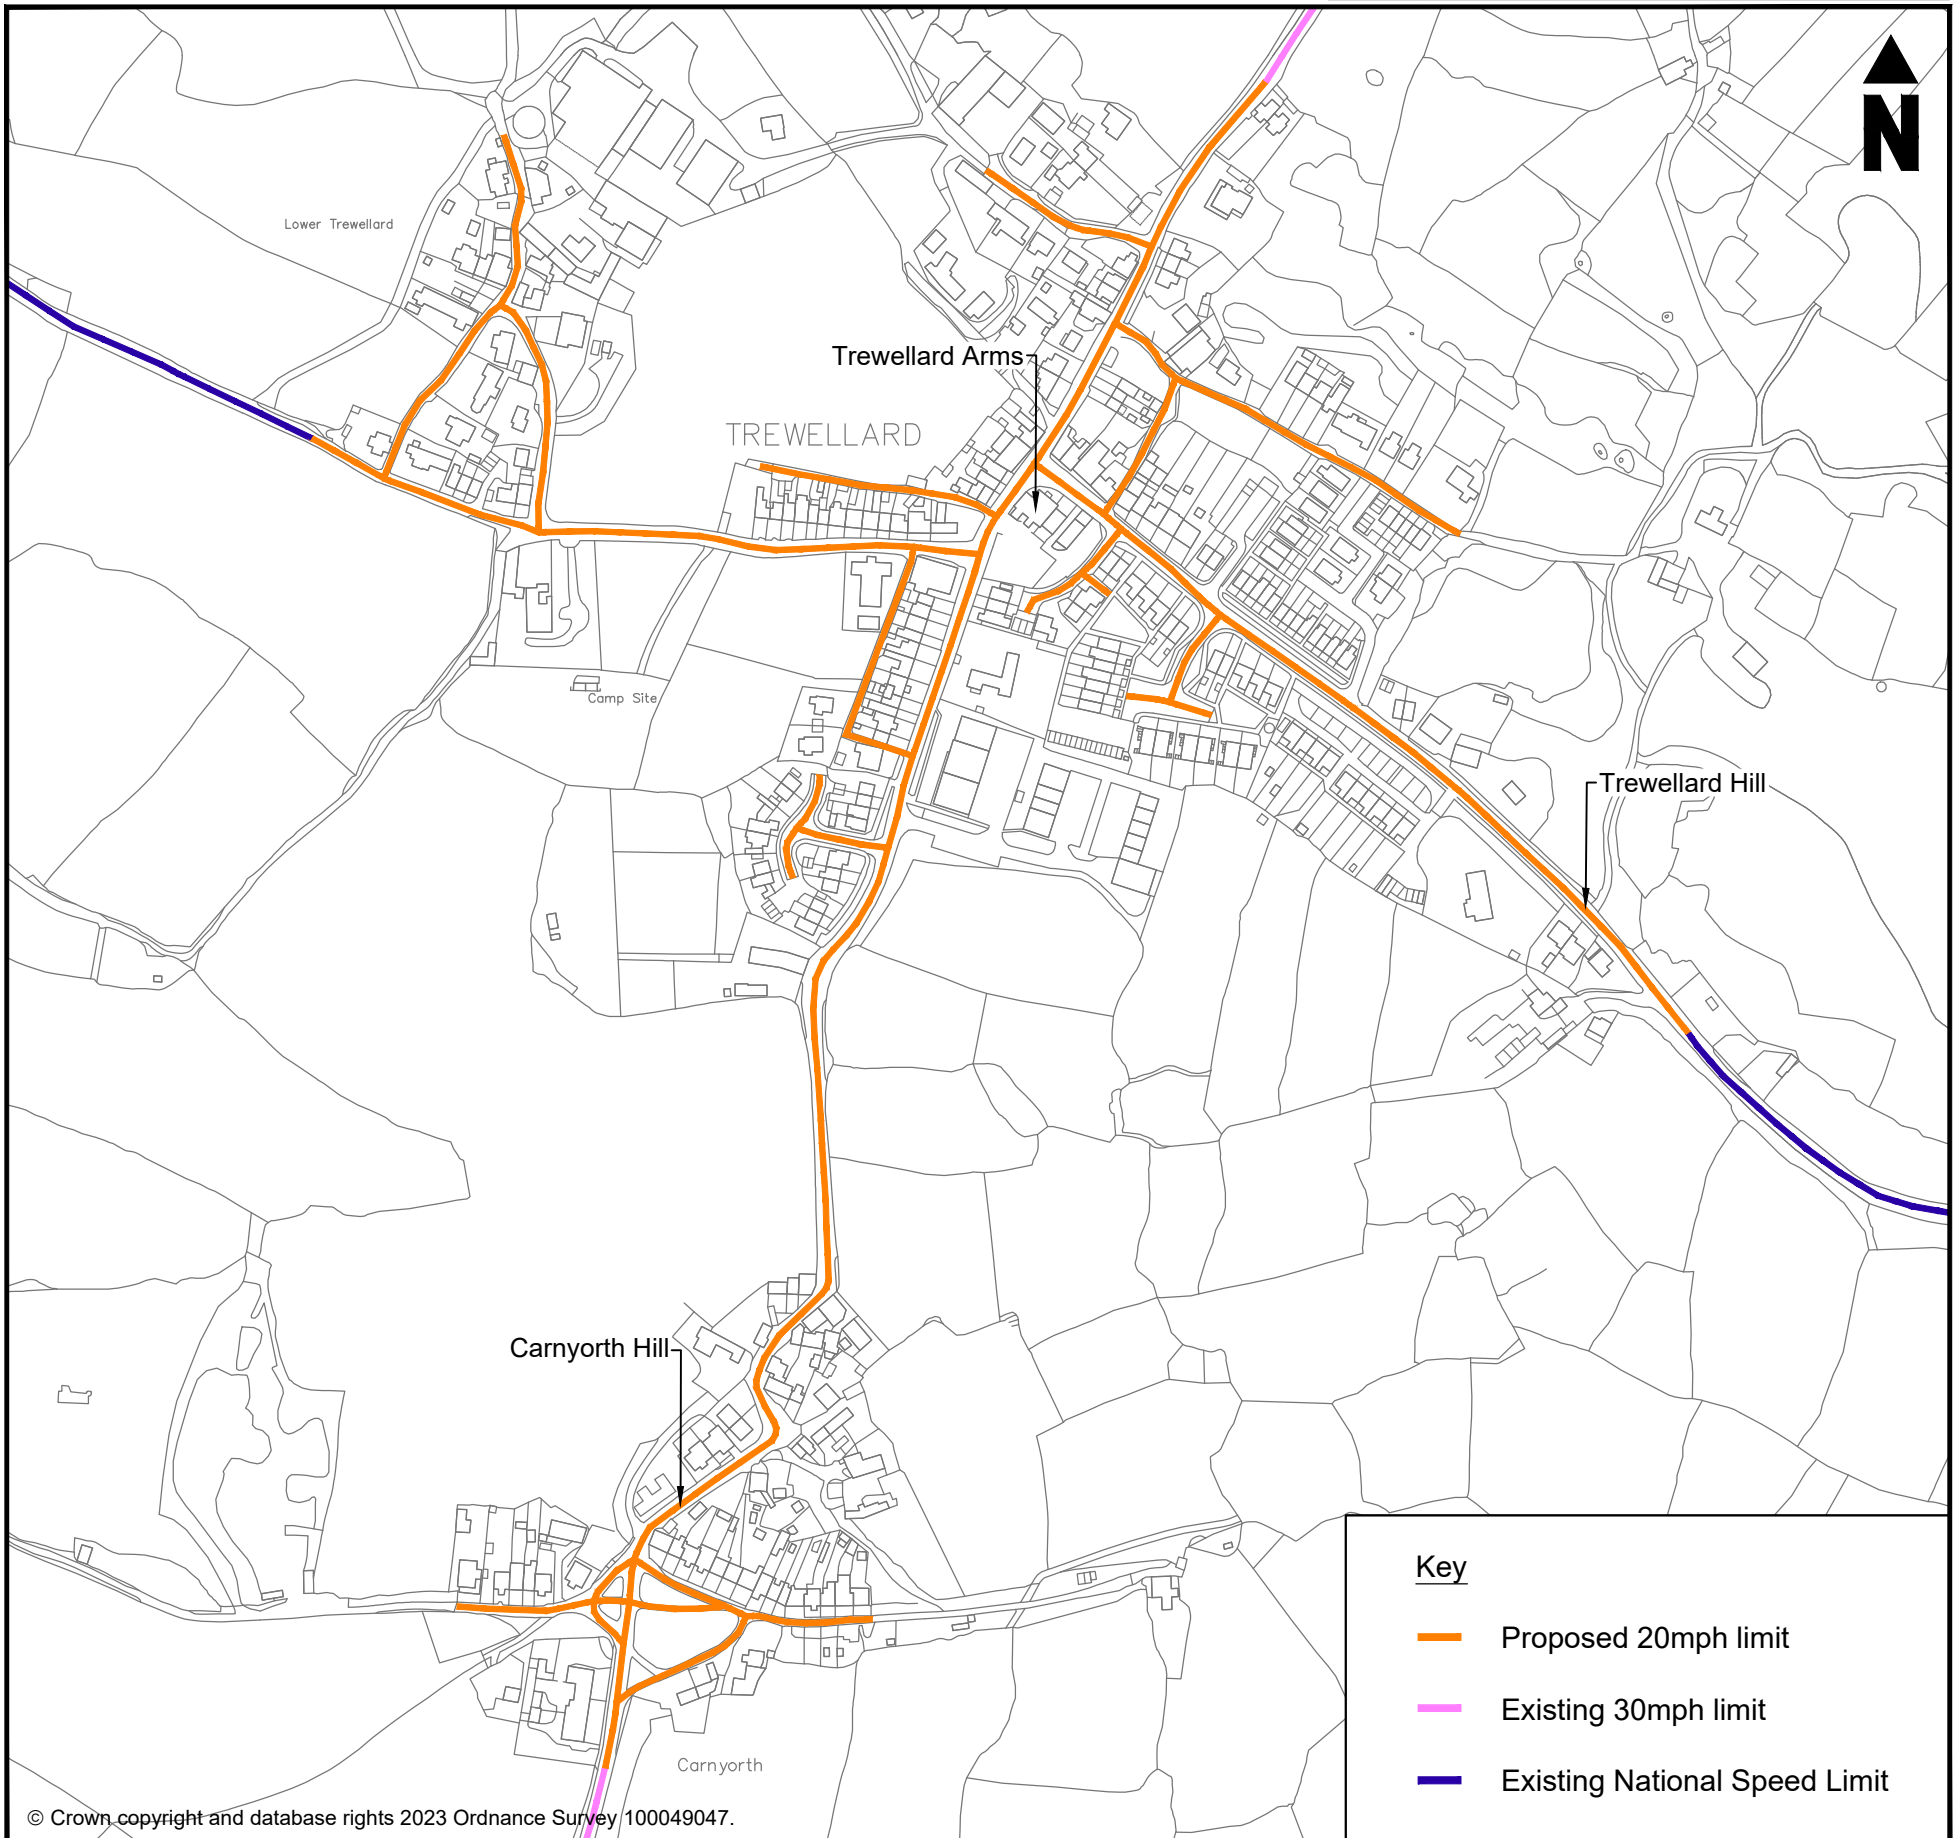 N
Lower Trewellard
Trewellard Arms
TREWELLARD
Camp Site
Trewellard Hill
Carnyorth Hill
Carnyorth
Key
Proposed 20mph limit
Existing 30mph limit
Existing National Speed Limit
© Crown copyright and database rights 2023 Ordnance Survey 100049047.